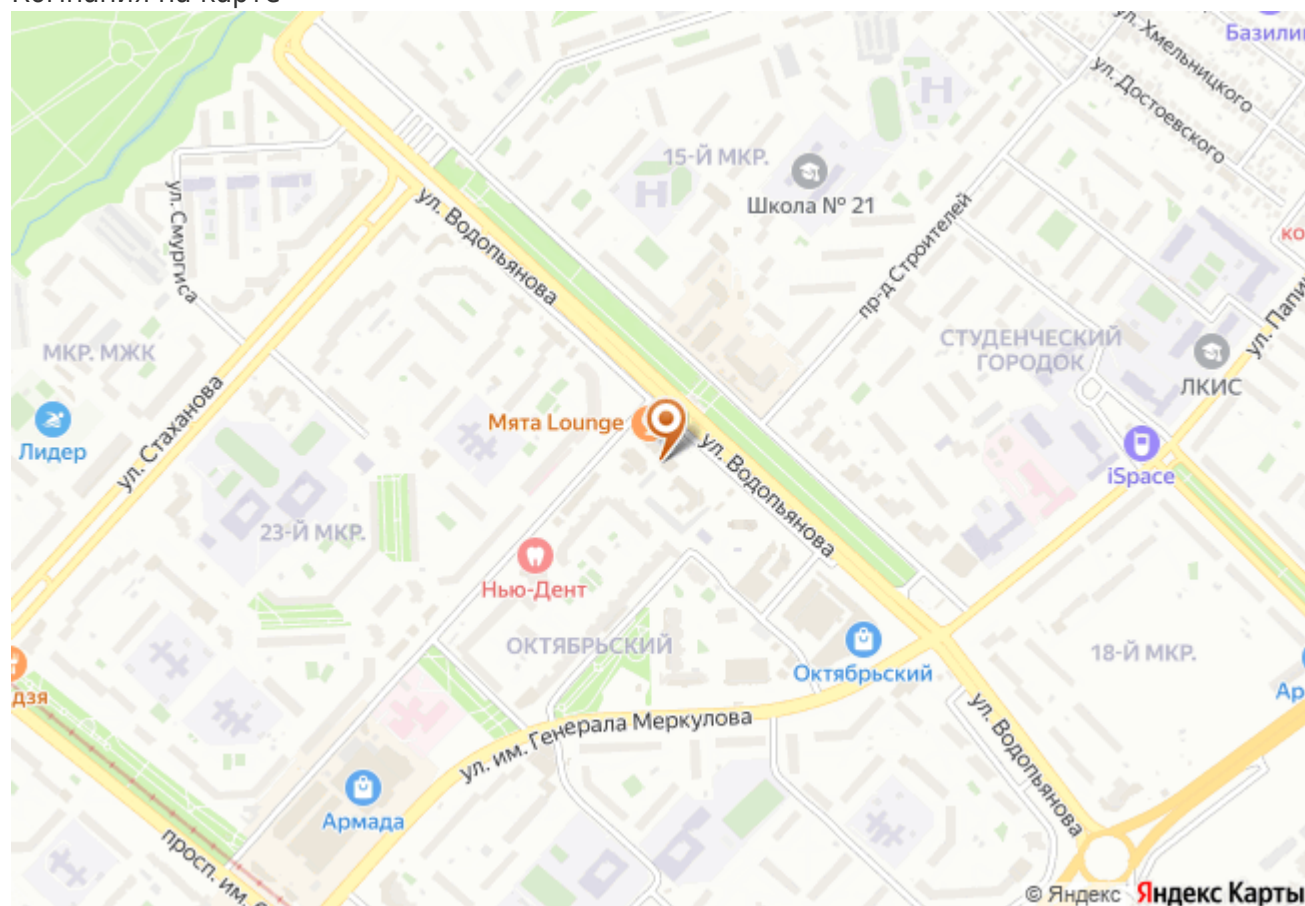 Компания на карте
ул. Хмельницкого
Базили
ул. Достоевского
15-Й МКР.
Школа № 21
ул. Смургиса
ул. Водопьянова
пр-д Строителей
ко
ул. Папин
МКР. МЖК
СТУДЕНЧЕСКИЙ
ГОРОДОК
ЛКИС
Лидер
ул. Стаханова
Мята Lounge
ул. Водопьянова
iSpace
23-Й МКР.
Нью-Дент
ОКТЯБРЬСКИЙ
Октябрьский
18-Й МКР.
дзя
Ар
ул. им. Генерала Меркулова
ул. Водопьянова
Армада
просп. им.
© Яндекс Яндекс Карты